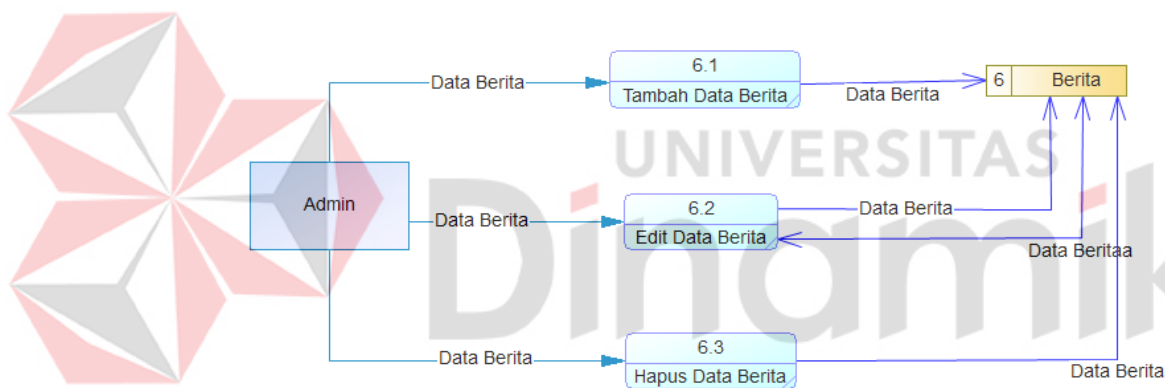 6.1
Data Berita
Tambah Data Berita
Data Berita
6
Berita
UNIVERSITAS
Dinamik
Admin
Data Berita
6.2
Edit Data Berita
Data Berita
Data Beritaa
Data Berita
6.3
Hapus Data Berita
Data Berita